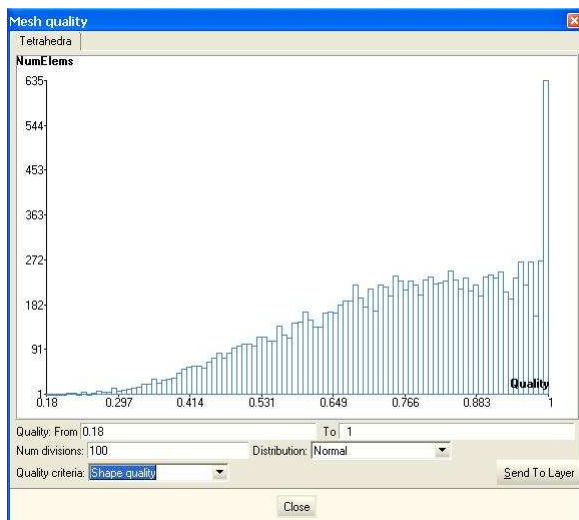 Mesh quality
Tetrahedra
NumElems
635
544
453
363
272
182
91
1
Quality
0.18 0.297 0.414 0.531 0.649 0.766 0.883 1
Quality: From 0.18 To 1
Num divisions: 100 Distribution: Normal
Quality criteria: Shape quality Send To Layer
Close